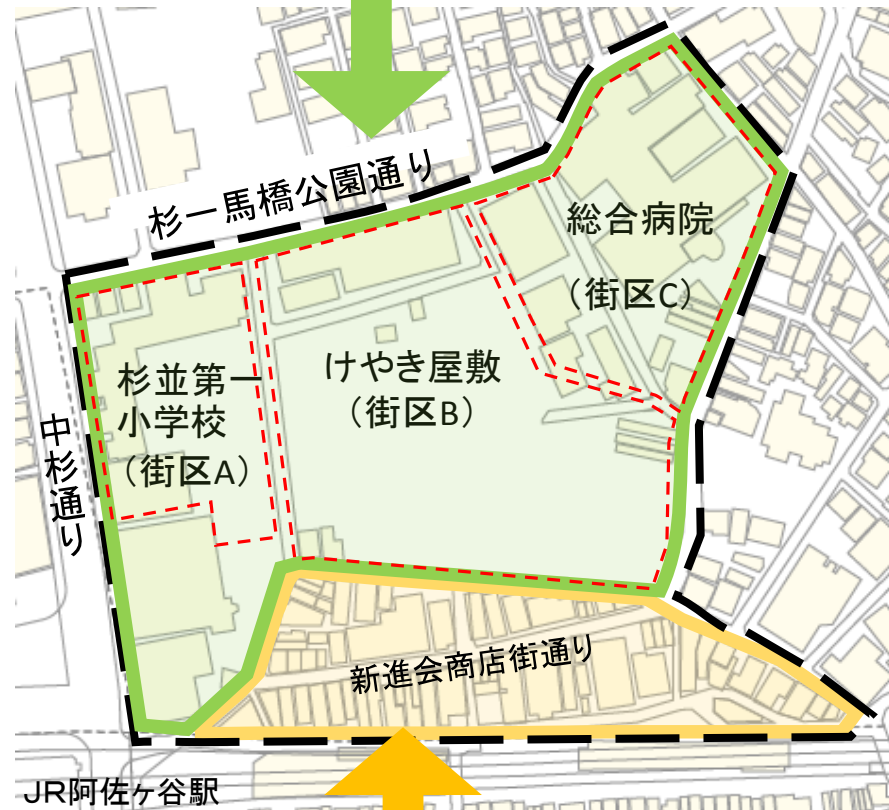 杉一馬橋公園通り
総合病院
（街区C）
けやき屋敷
（街区B）
杉並第一
小学校
（街区A）
中杉通り
新進会商店街通り
JR阿佐ヶ谷駅